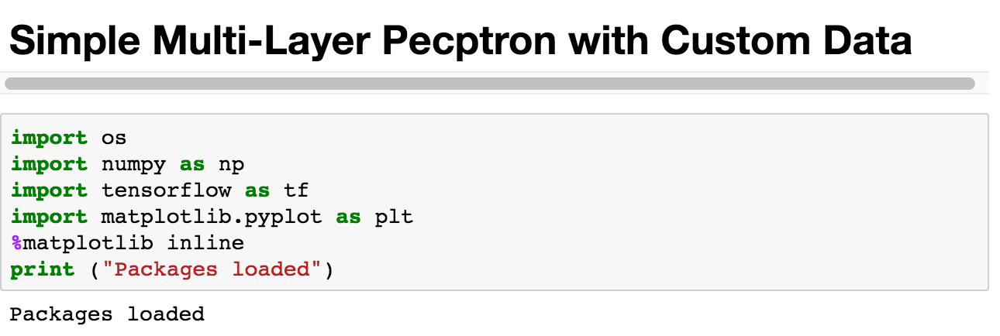 Simple Multi-Layer Pecptron with Custom Data
import os
import numpy as np
import tensorflow as tf
import matplotlib.pyplot as plt
%matplotlib inline
print ("Packages loaded")
Packages loaded